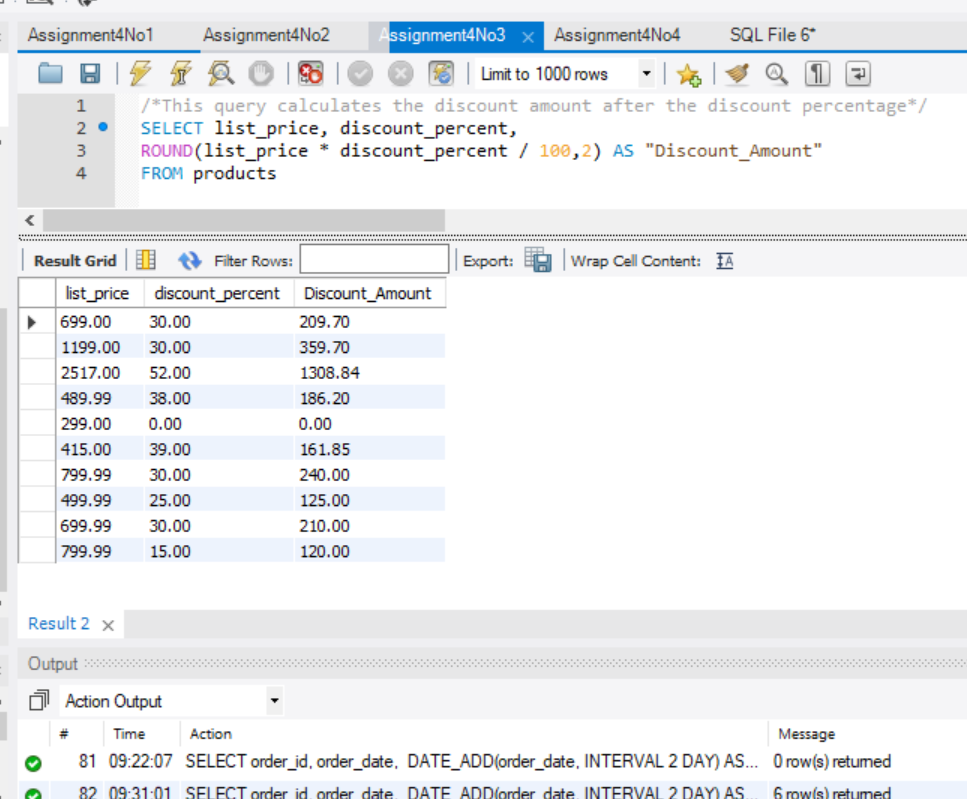 Assignment4No1 Assignment4No2 Assignment4No3 Assignment4No4 SQL File 6*
Limit to 1000 rows
1 /*This query calculates the discount amount after the discount percentage*/
2 SELECT list_price, discount_percent,
3 ROUND(list_price * discount_percent / 100,2) AS "Discount_Amount"
4 FROM products
Result Grid Filter Rows: Export: Wrap Cell Content:
list_price discount_percent Discount_Amount
699.00 30.00 209.70
1199.00 30.00 359.70
2517.00 52.00 1308.84
489.99 38.00 186.20
299.00 0.00 0.00
415.00 39.00 161.85
799.99 30.00 240.00
499.99 25.00 125.00
699.99 30.00 210.00
799.99 15.00 120.00
Result 2
Output
Action Output
# Time Action Message
81 09:22:07 SELECT order_id, order_date, DATE_ADD(order_date, INTERVAL 2 DAY) AS... 0 row(s) returned
82 09:31:01 SELECT order_id, order_date, DATE_ADD(order_date, INTERVAL 2 DAY) AS... 6 row(s) returned